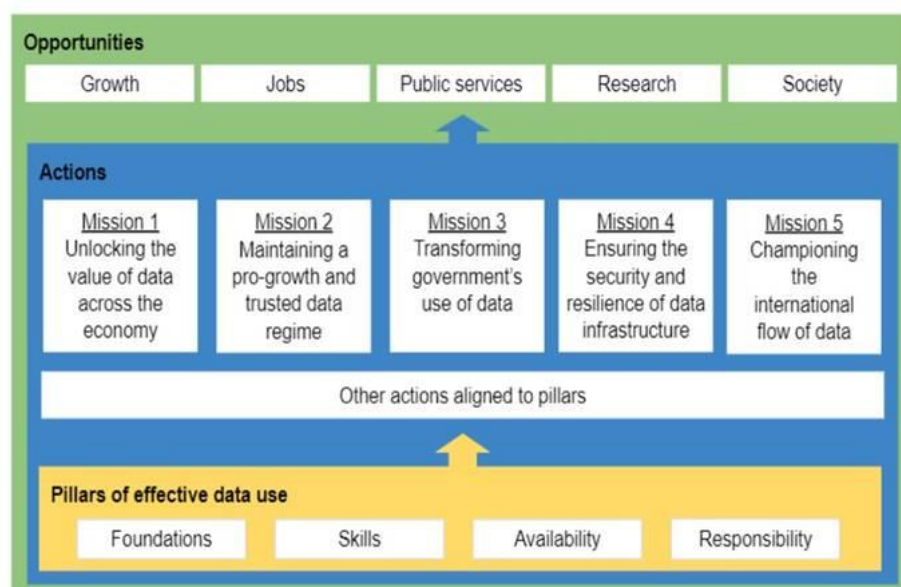 Opportunities
Growth
Jobs
Public services
Research
Society
Actions
Mission 1
Unlocking the
value of data
across the
economy
Mission 2
Maintaining a
pro-growth and
trusted data
regime
Mission 3
Transforming
government's
use of data
Mission 4
Ensuring the
security and
resilience of data
infrastructure
Mission 5
Championing
the
international
flow of data
Other actions aligned to pillars
Pillars of effective data use
Foundations
Skills
Availability
Responsibility